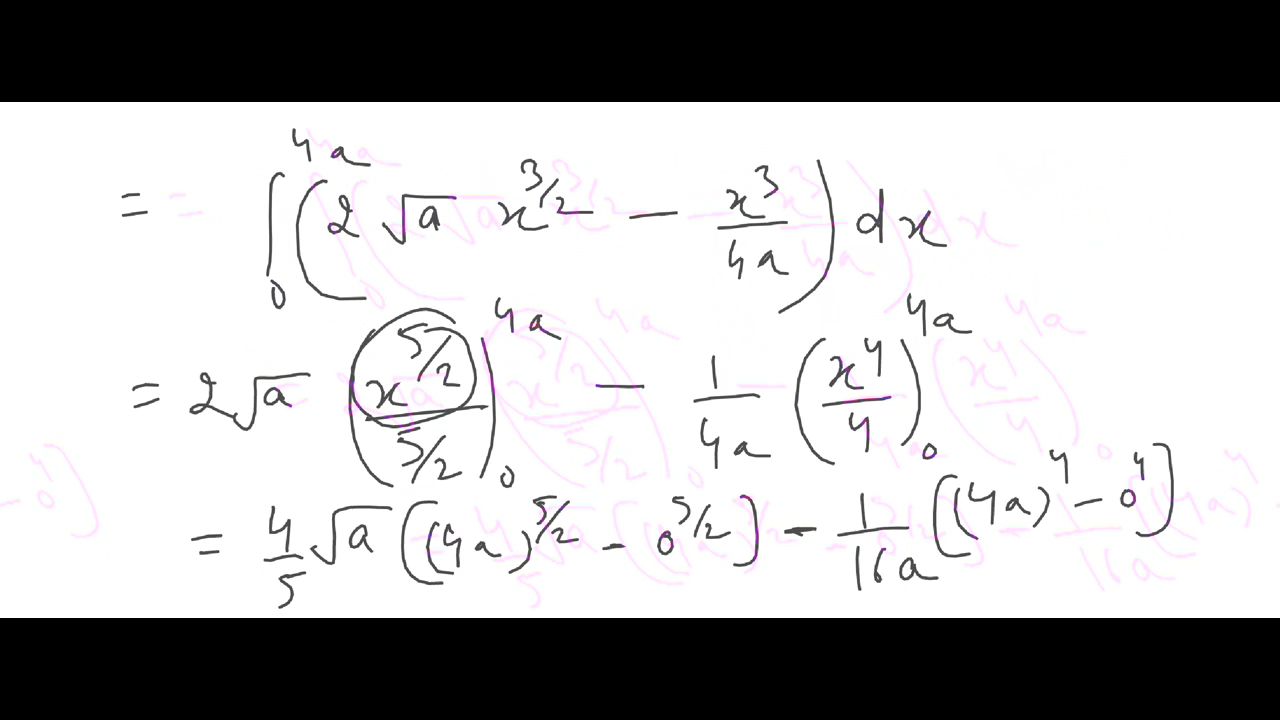 = ∫₀^{4a} (2 √a x^{3/2} − x³/4a) dx
= 2√a (x^{5/2}/5/2)₀^{4a} − 1/4a (x⁴/4)₀^{4a}
= 4/5 √a [(4a)^{5/2} − 0^{5/2}] − 1/16a [(4a)⁴ − 0⁴]